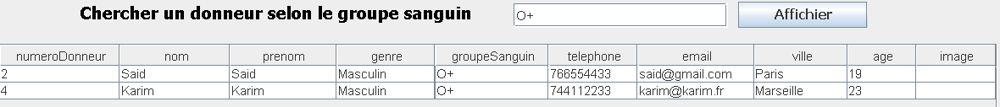 Chercher un donneur selon le groupe sanguin O+ Affichier
numeroDonneur nom prenom genre groupeSanguin telephone email ville age image
2 Said Said Masculin O+ 766554433 said@gmail.com Paris 19
4 Karim Karim Masculin O+ 744112233 karim@karim.fr Marseille 23